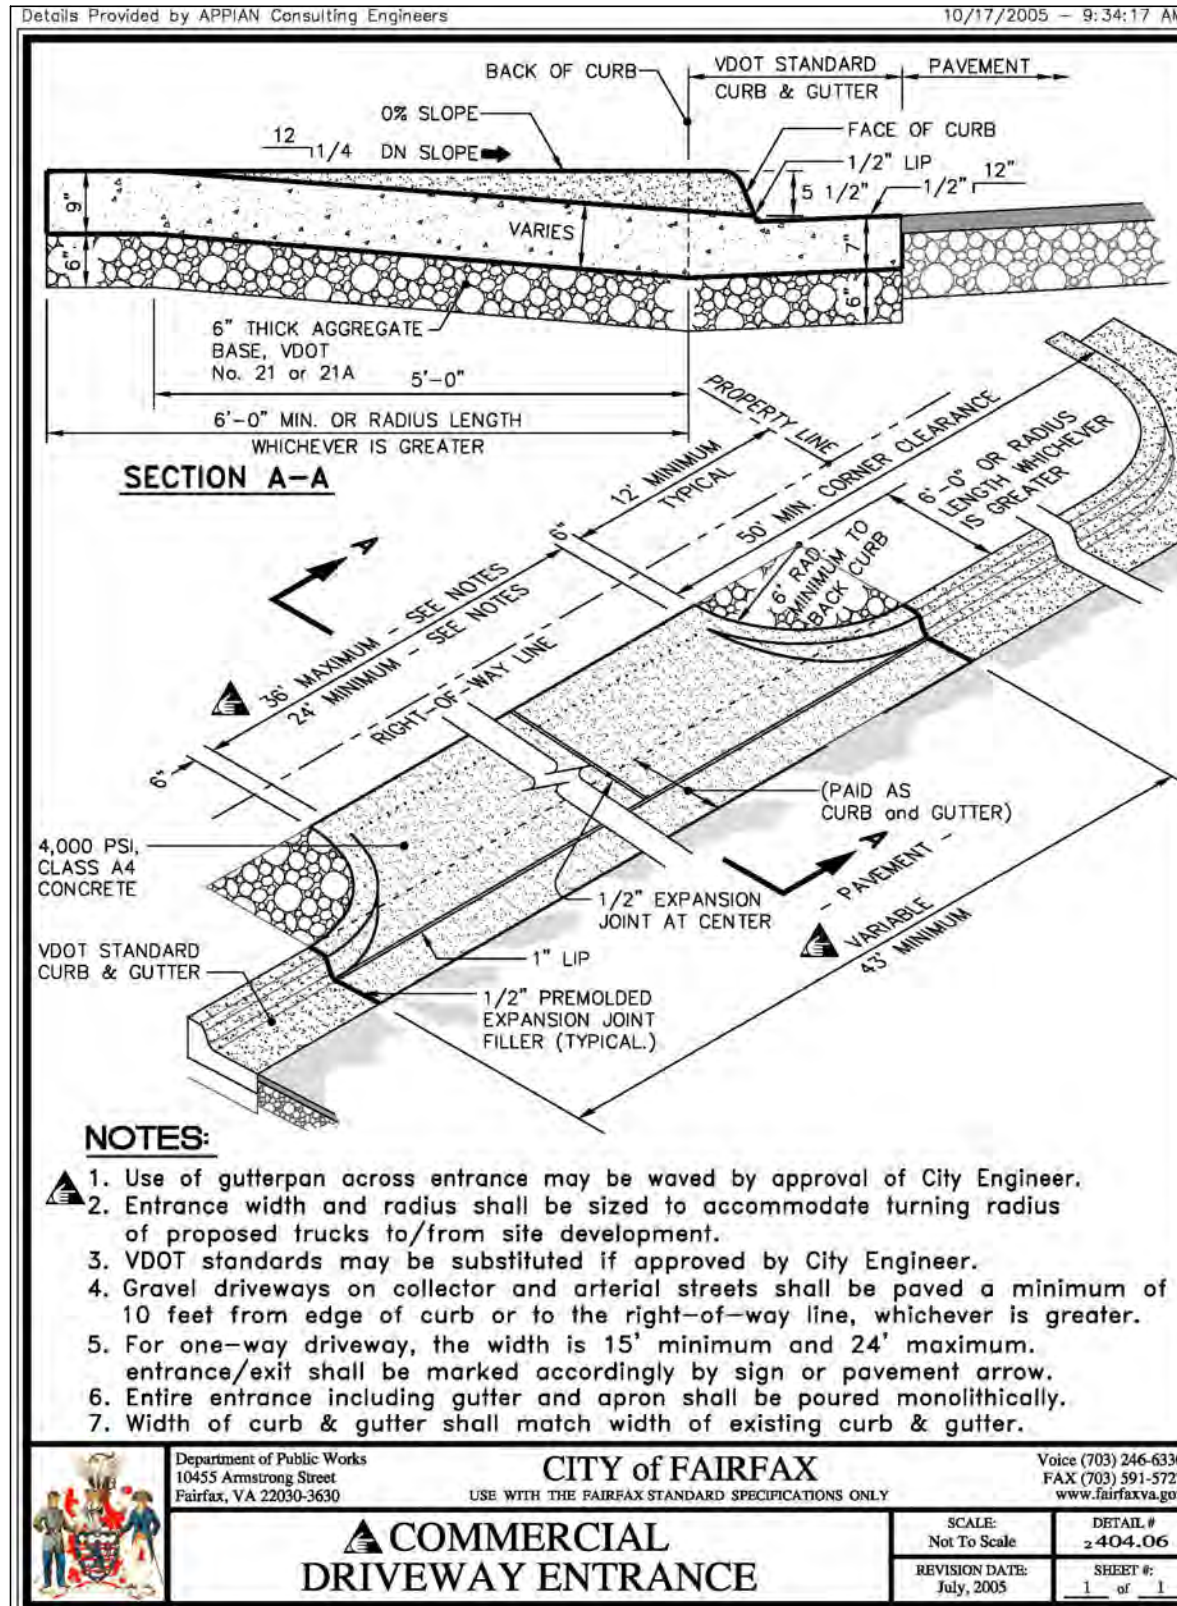 Details Provided by APPIAN Consulting Engineers
10/17/2005 - 9:34:17 AM
BACK OF CURB
VDOT STANDARD
CURB & GUTTER
PAVEMENT
0% SLOPE
12
1/4 DN SLOPE
FACE OF CURB
1/2" LIP
5 1/2"
1/2"
12"
9"
6"
VARIES
7"
6"
6" THICK AGGREGATE
BASE, VDOT
No. 21 or 21A
5'-0"
6'-0" MIN. OR RADIUS LENGTH
WHICHEVER IS GREATER
SECTION A-A
PROPERTY LINE
12' MINIMUM
TYPICAL
50' MIN. CORNER CLEARANCE
6'-0" OR RADIUS
LENGTH WHICHEVER
IS GREATER
6"
A
6' RAD
MINIMUM TO
BACK CURB
36' MAXIMUM - SEE NOTES
24' MINIMUM - SEE NOTES
RIGHT-OF-WAY LINE
6"
(PAID AS
CURB and GUTTER)
4,000 PSI,
CLASS A4
CONCRETE
A
PAVEMENT
1/2" EXPANSION
JOINT AT CENTER
VARIABLE
43' MINIMUM
VDOT STANDARD
CURB & GUTTER
1" LIP
1/2" PREMOLDED
EXPANSION JOINT
FILLER (TYPICAL.)
NOTES:
1. Use of gutterpan across entrance may be waved by approval of City Engineer.
2. Entrance width and radius shall be sized to accommodate turning radius
of proposed trucks to/from site development.
3. VDOT standards may be substituted if approved by City Engineer.
4. Gravel driveways on collector and arterial streets shall be paved a minimum of
10 feet from edge of curb or to the right-of-way line, whichever is greater.
5. For one-way driveway, the width is 15' minimum and 24' maximum.
entrance/exit shall be marked accordingly by sign or pavement arrow.
6. Entire entrance including gutter and apron shall be poured monolithically.
7. Width of curb & gutter shall match width of existing curb & gutter.
Department of Public Works
10455 Armstrong Street
Fairfax, VA 22030-3630
CITY of FAIRFAX
USE WITH THE FAIRFAX STANDARD SPECIFICATIONS ONLY
Voice (703) 246-6330
FAX (703) 591-572
www.fairfaxva.gov
COMMERCIAL
DRIVEWAY ENTRANCE
SCALE:
Not To Scale
DETAIL #
2 404.06
REVISION DATE:
July, 2005
SHEET #:
1 of 1